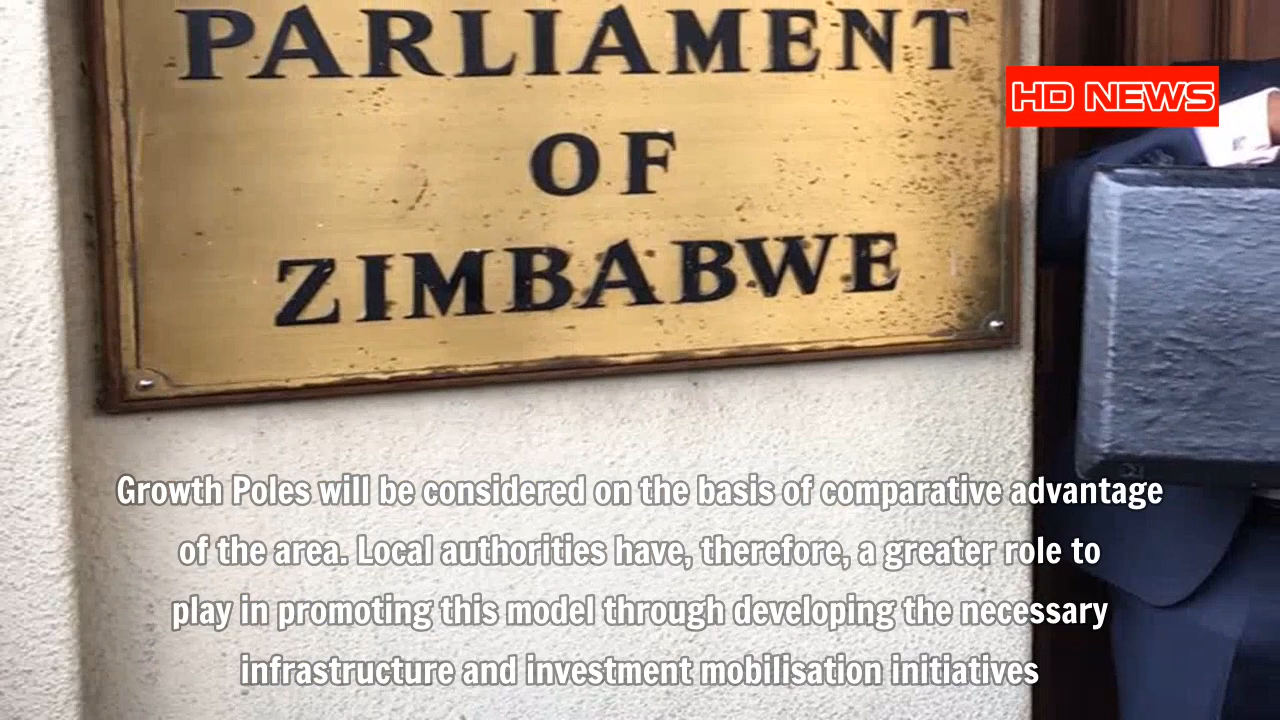 PARLIAMENT
OF
ZIMBABWE
HD NEWS
Growth Poles will be considered on the basis of comparative advantage
of the area. Local authorities have, therefore, a greater role to
play in promoting this model through developing the necessary
infrastructure and investment mobilisation initiatives